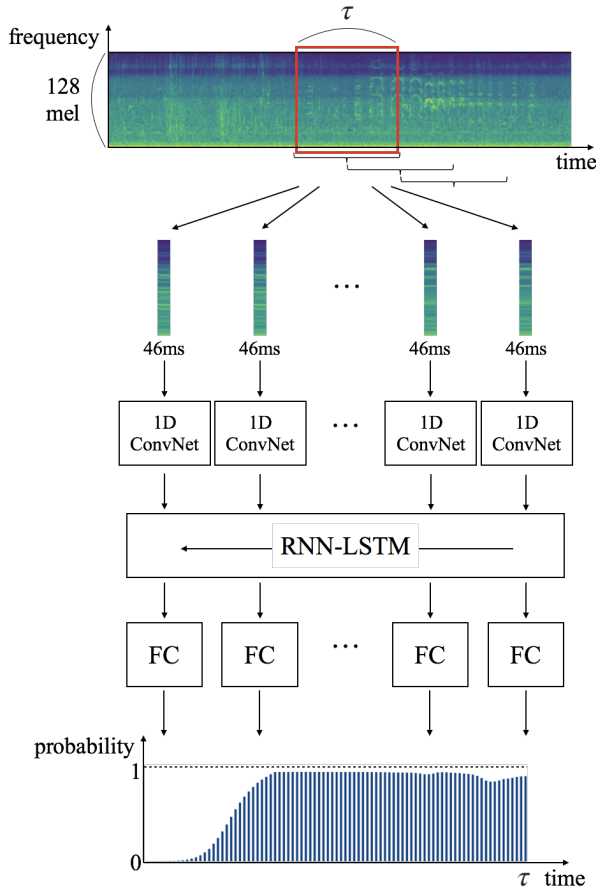 τ
frequency
128
mel
time
...
46ms 46ms 46ms 46ms
1D
ConvNet
1D
ConvNet
...
1D
ConvNet
1D
ConvNet
RNN-LSTM
FC FC ... FC FC
probability
1
0
τ time